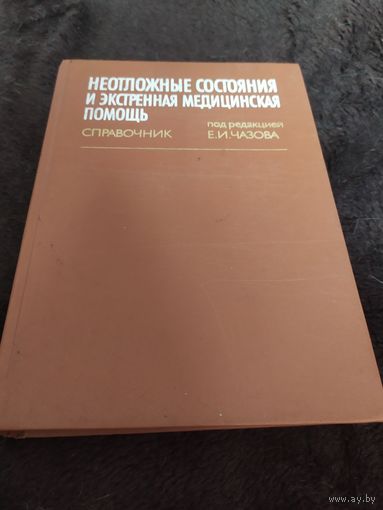 НЕОТЛОЖНЫЕ СОСТОЯНИЯ
И ЭКСТРЕННАЯ МЕДИЦИНСКАЯ
ПОМОЩЬ
СПРАВОЧНИК
под редакцией
Е.И.ЧАЗОВА
www.ay.by